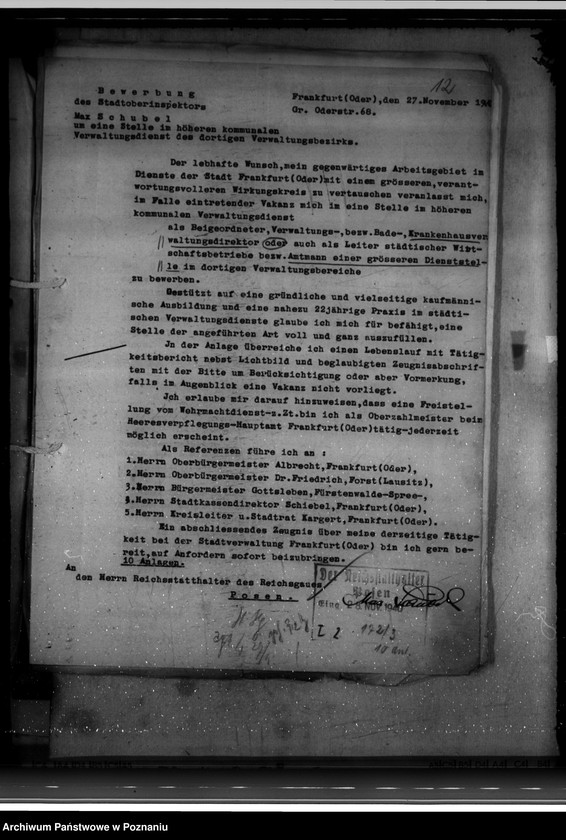 12
Bewerbung
des Stadtoberinspektors
Frankfurt(Oder),den 27.November
Gr. Oderstr.68.
Max Schubel
um eine Stelle im höheren kommunalen
Verwaltungsdienst des dortigen Verwaltungsbezirks.
Der lebhafte Wunsch,mein gegenwärtiges Arbeitsgebiet im
Dienste der Stadt Frankfurt(Oder)mit einem grösseren,verant-
wortungsvolleren Wirkungskreis zu vertauschen veranlasst mich,
im Falle eintretender Vakanz mich im eine Stelle im höheren
kommunalen Verwaltungsdienst
als Beigeordneter,Verwaltungs-,bezw.Bade-,Krankenhausver
waltungsdirektor oder auch als Leiter städtischer Wirt-
schaftsbetriebe bezw.Amtmann einer grösseren Dienststel-
le im dortigen Verwaltungsbereiche
zu bewerben.
Gestützt auf eine gründliche und vielseitige kaufmänni-
sche Ausbildung und eine nahezu 22jährige Praxis im städti-
schen Verwaltungsdienste glaube ich mich für befähigt,eine
Stelle der angeführten Art voll und ganz auszufüllen.
Jn der Anlage überreiche ich einen Lebenslauf mit Tätig-
keitsbericht nebst Lichtbild und beglaubigten Zeugnisabschrif-
ten mit der Bitte um Berücksichtigung oder aber Vormerkung,
falls im Augenblick eine Vakanz nicht vorliegt.
Jch erlaube mir darauf hinzuweisen,dass eine Freistel-
lung vom Wehrmachtdienst-z.Zt.bin ich als Oberzahlmeister beim
Heeresverpflegungs-Hauptamt Frankfurt(Oder)tätig-jederzeit
möglich erscheint.
Als Referenzen führe ich an :
1.Herrn Oberbürgermeister Albrecht,Frankfurt(Oder),
2.Herrn Oberbürgermeister Dr.Friedrich,Forst(Lausitz),
3.Herrn Bürgermeister Gottsleben,Fürstenwalde-Spree-,
4.Herrn Stadtkassendirektor Schiebel,Frankfurt(Oder),
5.Herrn Kreisleiter u.Stadtrat Kargert,Frankfurt(Oder).
Ein abschliessendes Zeugnis über meine derzeitige Tätig-
keit bei der Stadtverwaltung Frankfurt(Oder) bin ich gern be-
reit,auf Anfordern sofort beizubringen.
10 Anlagen.
An
den Herrn Reichsstatthalter des Reichsgaues
Posen.
Der Reichsstatthalter
Posen
Eing. 28. NOV. 1940
I 2
10 Anl.
Archiwum Państwowe w Poznaniu